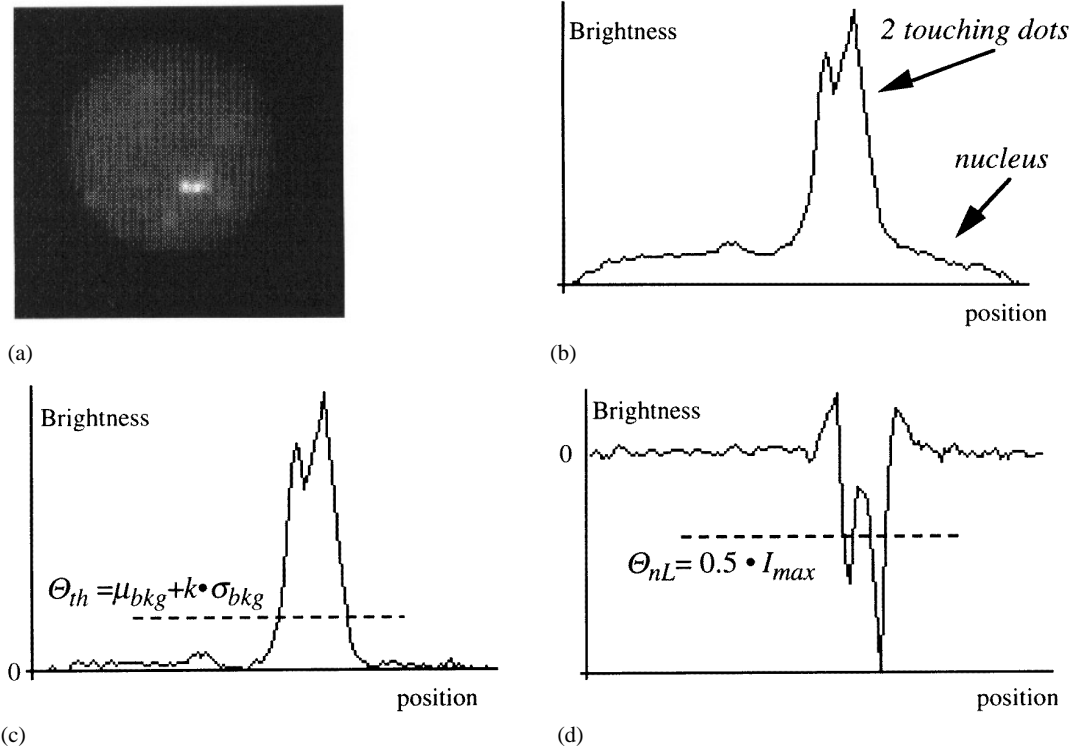 Brightness
2 touching dots
nucleus
position
(a)
(b)
Brightness
Θth =μbkg+k•σbkg
0
position
(c)
Brightness
0
ΘnL= 0.5 • Imax
position
(d)